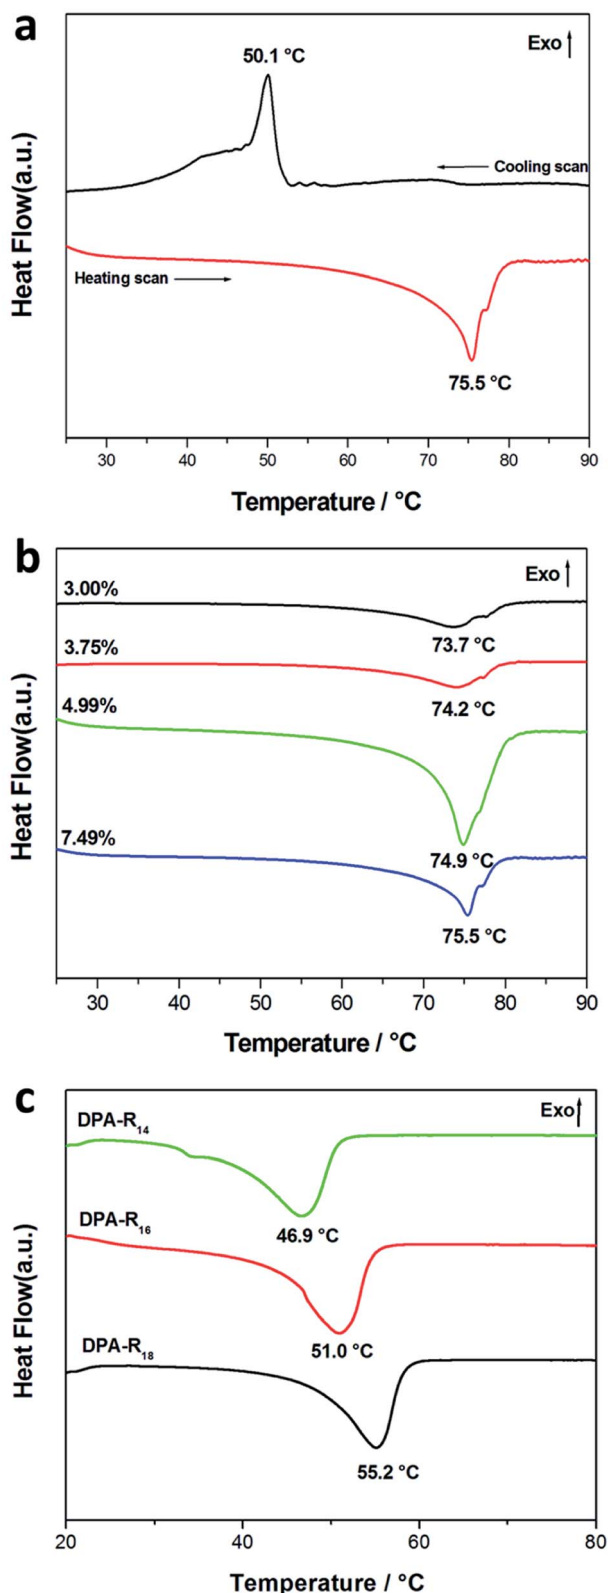 a
Exo ↑
50.1 °C
← Cooling scan
Heating scan →
75.5 °C
Heat Flow(a.u.)
30 40 50 60 70 80 90
Temperature / °C
b
Exo ↑
3.00%
73.7 °C
3.75%
74.2 °C
4.99%
74.9 °C
7.49%
75.5 °C
Heat Flow(a.u.)
30 40 50 60 70 80 90
Temperature / °C
c
Exo ↑
DPA-R₁₄
46.9 °C
DPA-R₁₆
51.0 °C
DPA-R₁₈
55.2 °C
Heat Flow(a.u.)
20 40 60 80
Temperature / °C